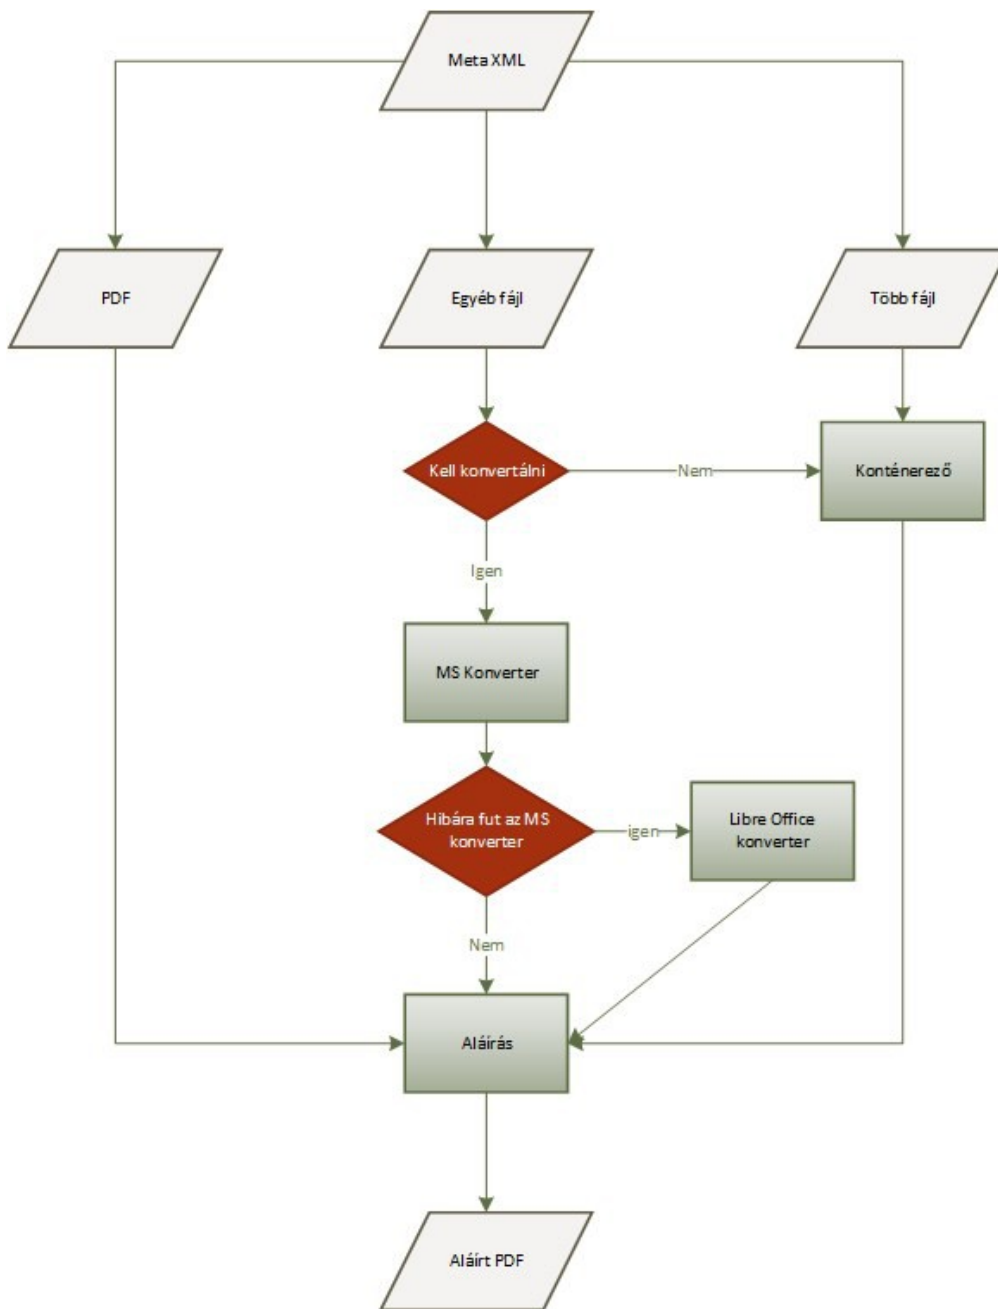 Meta XML
PDF
Egyéb fájl
Több fájl
Kell konvertálni
Nem
Konténerező
Igen
MS Konverter
Hibára fut az MS
konverter
igen
Libre Office
konverter
Nem
Aláírás
Aláírt PDF